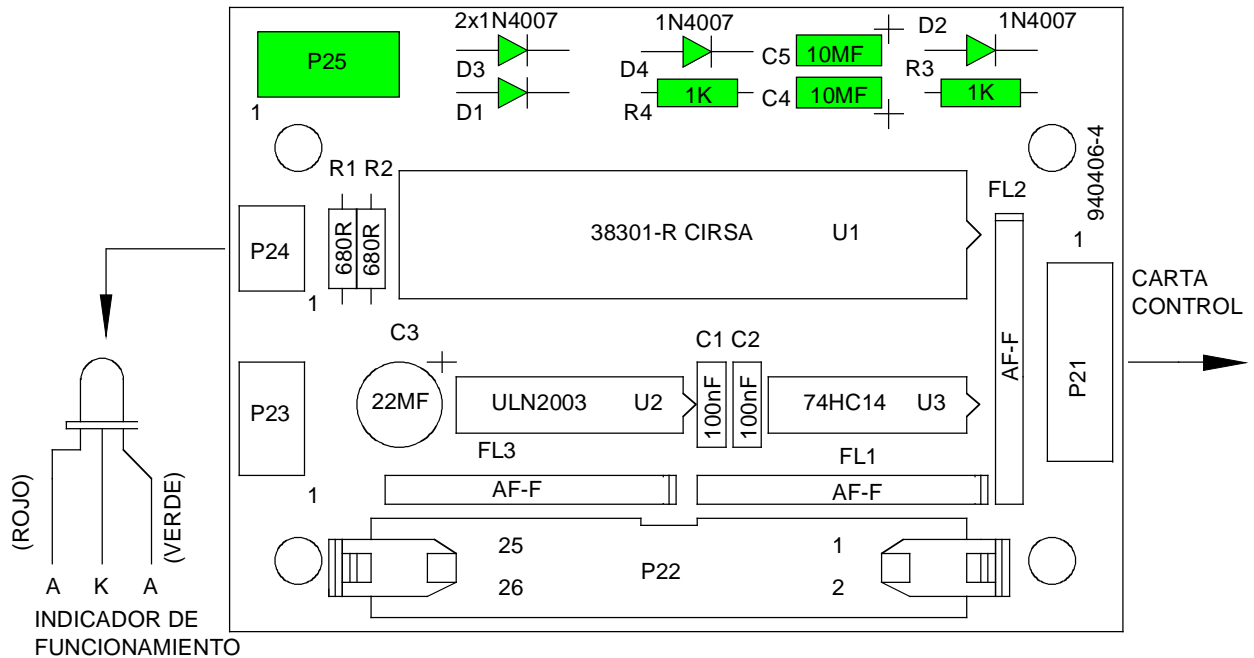 2x1N4007
1N4007
D2
1N4007
P25
D3
D4
C5
10MF
R3
1
D1
R4
1K
C4
10MF
1K
940406-4
R1 R2
FL2
680R
680R
38301-R CIRSA
U1
P24
1
1
CARTA
CONTROL
C3
C1 C2
AF-F
P21
P23
22MF
ULN2003
U2
100nF
100nF
74HC14
U3
FL3
FL1
1
AF-F
AF-F
(ROJO)
(VERDE)
25
1
P22
26
2
A K A
INDICADOR DE
FUNCIONAMIENTO